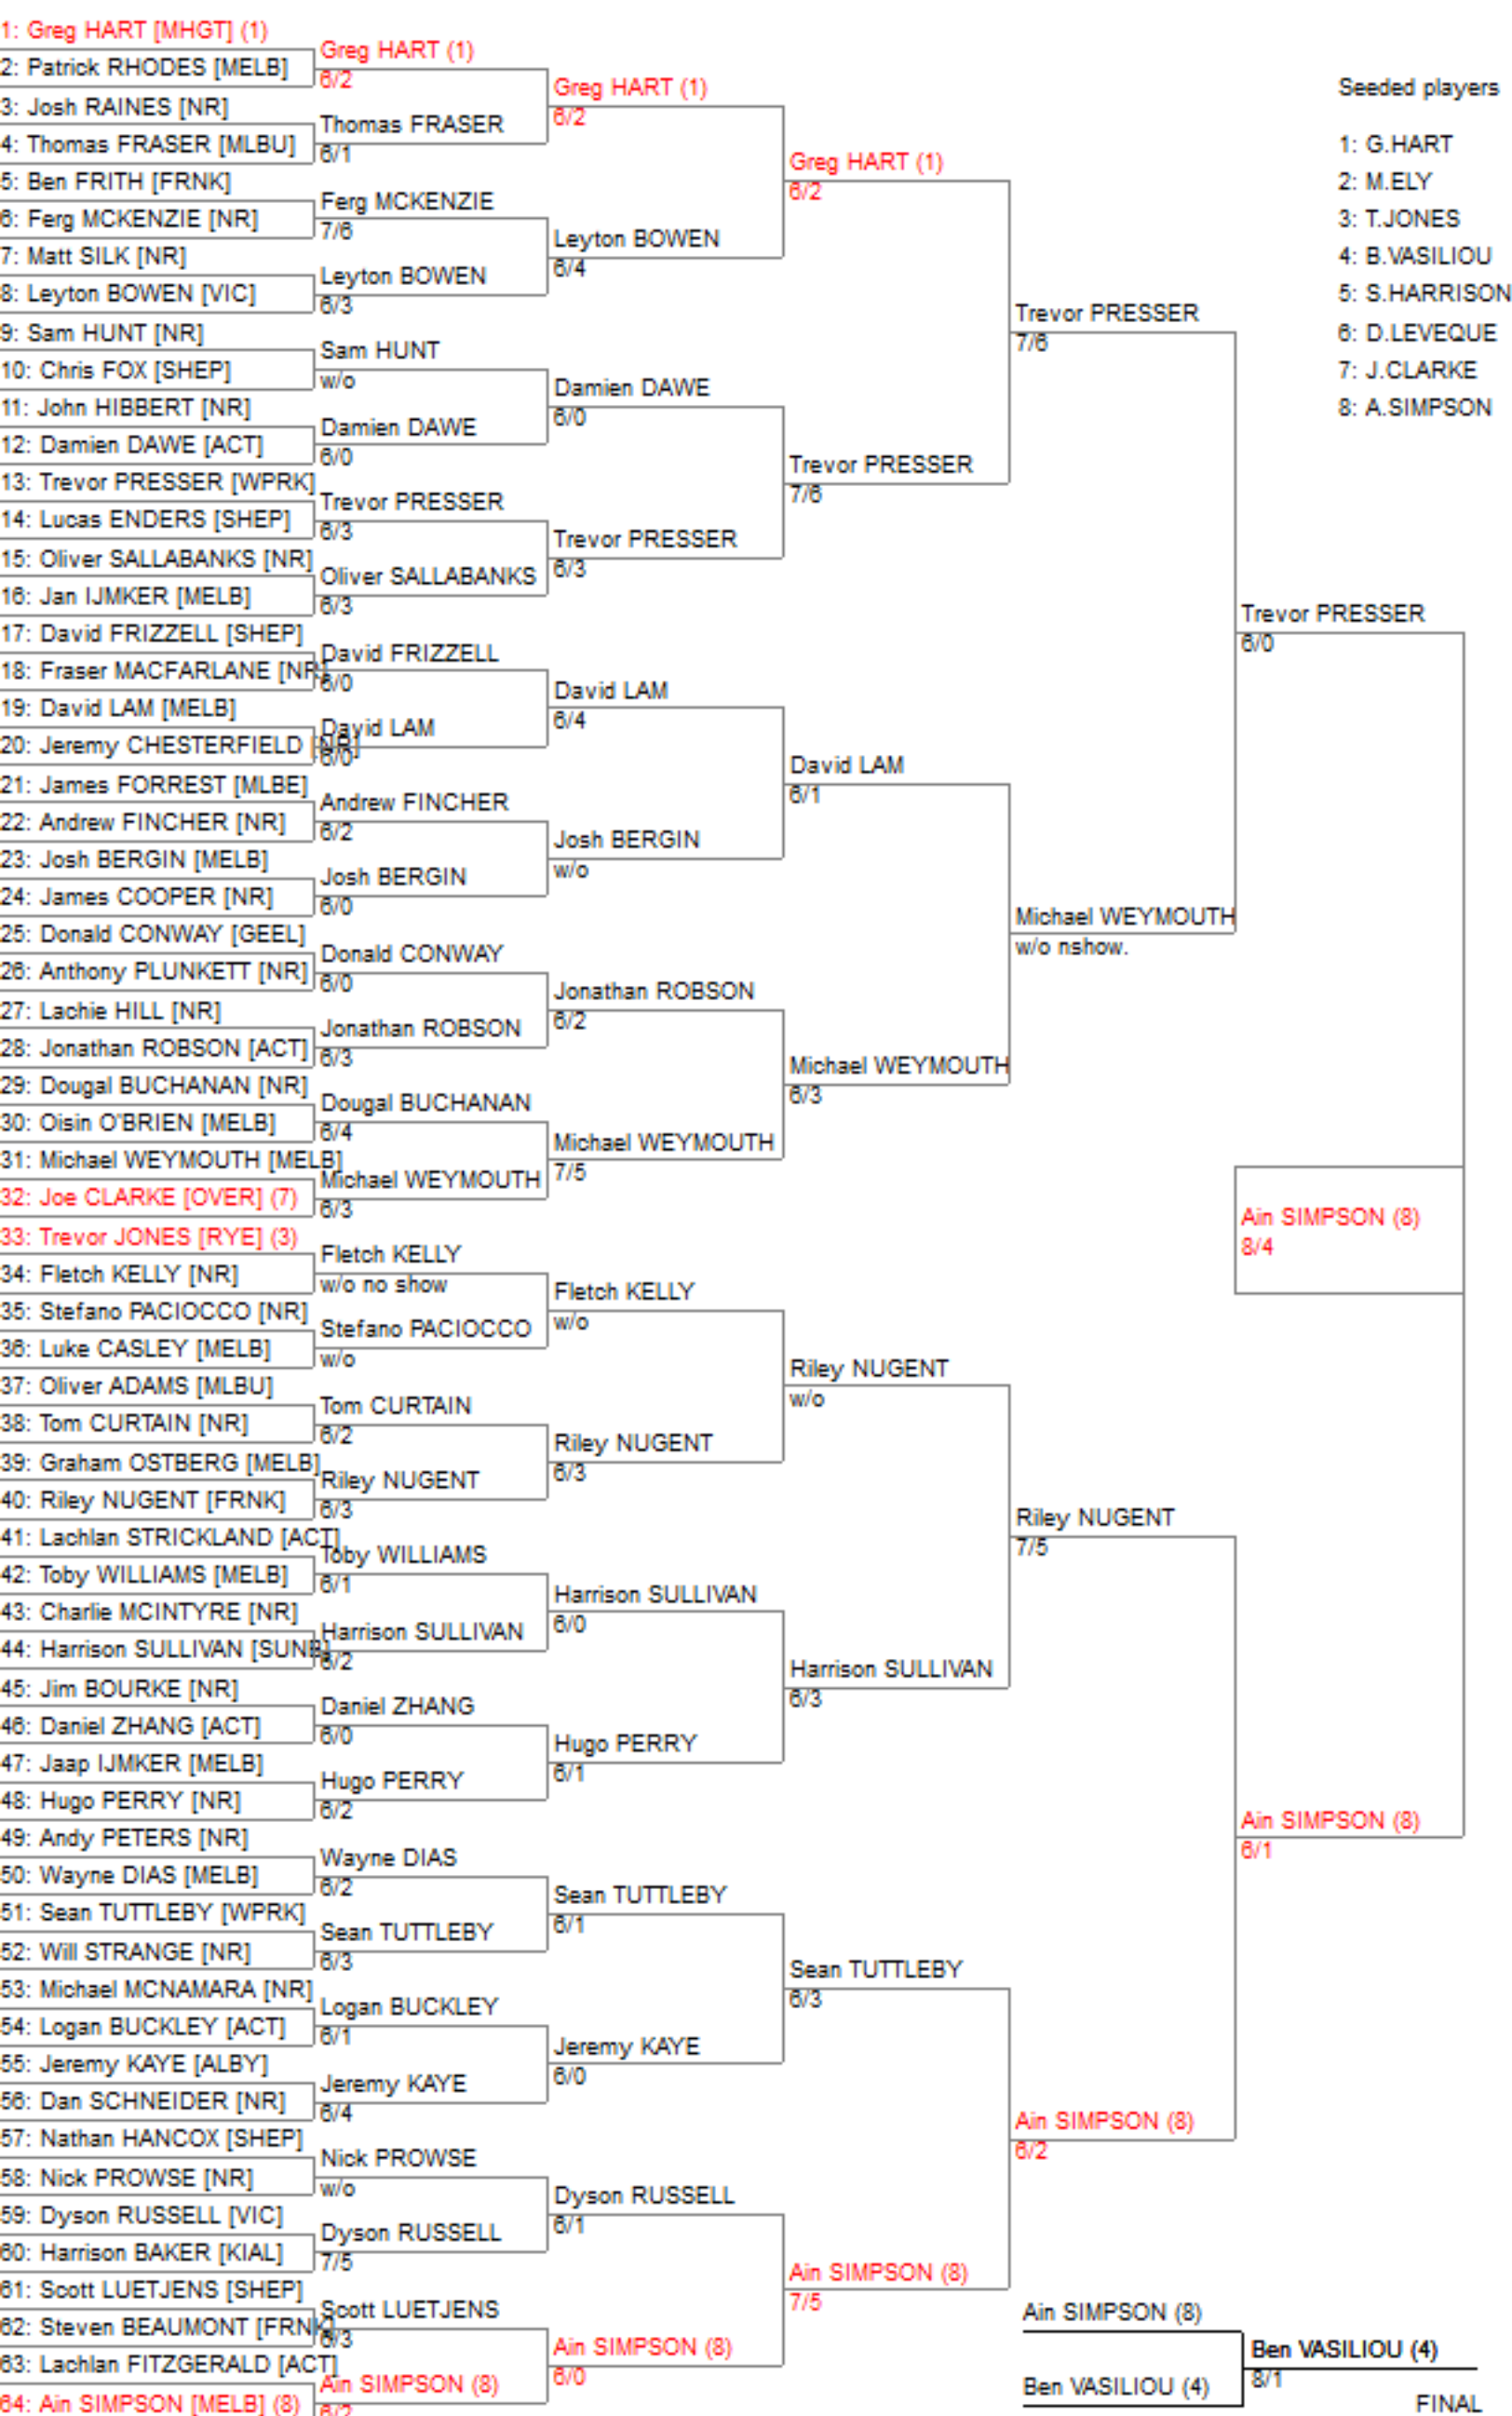 1: Greg HART [MHGT] (1)
2: Patrick RHODES [MELB]
3: Josh RAINES [NR]
4: Thomas FRASER [MLBU]
5: Ben FRITH [FRNK]
6: Ferg MCKENZIE [NR]
7: Matt SILK [NR]
8: Leyton BOWEN [VIC]
9: Sam HUNT [NR]
10: Chris FOX [SHEP]
11: John HIBBERT [NR]
12: Damien DAWE [ACT]
13: Trevor PRESSER [WPRK]
14: Lucas ENDERS [SHEP]
15: Oliver SALLABANKS [NR]
16: Jan IJMKER [MELB]
17: David FRIZZELL [SHEP]
18: Fraser MACFARLANE [NR]
19: David LAM [MELB]
20: Jeremy CHESTERFIELD [NR]
21: James FORREST [MLBE]
22: Andrew FINCHER [NR]
23: Josh BERGIN [MELB]
24: James COOPER [NR]
25: Donald CONWAY [GEEL]
26: Anthony PLUNKETT [NR]
27: Lachie HILL [NR]
28: Jonathan ROBSON [ACT]
29: Dougal BUCHANAN [NR]
30: Oisin O'BRIEN [MELB]
31: Michael WEYMOUTH [MELB]
32: Joe CLARKE [OVER] (7)
33: Trevor JONES [RYE] (3)
34: Fletch KELLY [NR]
35: Stefano PACIOCCO [NR]
36: Luke CASLEY [MELB]
37: Oliver ADAMS [MLBU]
38: Tom CURTAIN [NR]
39: Graham OSTBERG [MELB]
40: Riley NUGENT [FRNK]
41: Lachlan STRICKLAND [ACT]
42: Toby WILLIAMS [MELB]
43: Charlie MCINTYRE [NR]
44: Harrison SULLIVAN [SUNB]
45: Jim BOURKE [NR]
46: Daniel ZHANG [ACT]
47: Jaap IJMKER [MELB]
48: Hugo PERRY [NR]
49: Andy PETERS [NR]
50: Wayne DIAS [MELB]
51: Sean TUTTLEBY [WPRK]
52: Will STRANGE [NR]
53: Michael MCNAMARA [NR]
54: Logan BUCKLEY [ACT]
55: Jeremy KAYE [ALBY]
56: Dan SCHNEIDER [NR]
57: Nathan HANCOX [SHEP]
58: Nick PROWSE [NR]
59: Dyson RUSSELL [VIC]
60: Harrison BAKER [KIAL]
61: Scott LUETJENS [SHEP]
62: Steven BEAUMONT [FRNK]
63: Lachlan FITZGERALD [ACT]
64: Ain SIMPSON [MELB] (8)
Greg HART (1)
6/2
Thomas FRASER
6/1
Ferg MCKENZIE
7/6
Leyton BOWEN
6/3
Sam HUNT
w/o
Damien DAWE
6/0
Trevor PRESSER
6/3
Oliver SALLABANKS
6/3
David FRIZZELL
6/0
David LAM
6/0
Andrew FINCHER
6/2
Josh BERGIN
6/0
Donald CONWAY
6/0
Jonathan ROBSON
6/3
Dougal BUCHANAN
6/4
Michael WEYMOUTH
6/3
Fletch KELLY
w/o no show
Stefano PACIOCCO
w/o
Tom CURTAIN
6/2
Riley NUGENT
6/3
Toby WILLIAMS
6/1
Harrison SULLIVAN
6/2
Daniel ZHANG
6/0
Hugo PERRY
6/2
Wayne DIAS
6/2
Sean TUTTLEBY
6/3
Logan BUCKLEY
6/1
Jeremy KAYE
6/4
Nick PROWSE
w/o
Dyson RUSSELL
7/5
Scott LUETJENS
6/3
Ain SIMPSON (8)
6/2
Greg HART (1)
6/2
Leyton BOWEN
6/4
Damien DAWE
6/0
Trevor PRESSER
6/3
David LAM
6/4
Josh BERGIN
w/o
Jonathan ROBSON
6/2
Michael WEYMOUTH
7/5
Fletch KELLY
w/o
Riley NUGENT
6/3
Harrison SULLIVAN
6/0
Hugo PERRY
6/1
Sean TUTTLEBY
6/1
Jeremy KAYE
6/0
Dyson RUSSELL
6/1
Ain SIMPSON (8)
6/0
Greg HART (1)
6/2
Trevor PRESSER
7/6
David LAM
6/1
Michael WEYMOUTH
6/3
Riley NUGENT
w/o
Harrison SULLIVAN
6/3
Sean TUTTLEBY
6/3
Ain SIMPSON (8)
7/5
Trevor PRESSER
7/6
Michael WEYMOUTH
w/o nshow.
Riley NUGENT
7/5
Ain SIMPSON (8)
6/2
Trevor PRESSER
6/0
Ain SIMPSON (8)
8/4
Ain SIMPSON (8)
6/1
Seeded players
1: G.HART
2: M.ELY
3: T.JONES
4: B.VASILIOU
5: S.HARRISON
6: D.LEVEQUE
7: J.CLARKE
8: A.SIMPSON
Ain SIMPSON (8)
Ben VASILIOU (4)
Ben VASILIOU (4)
8/1
FINAL